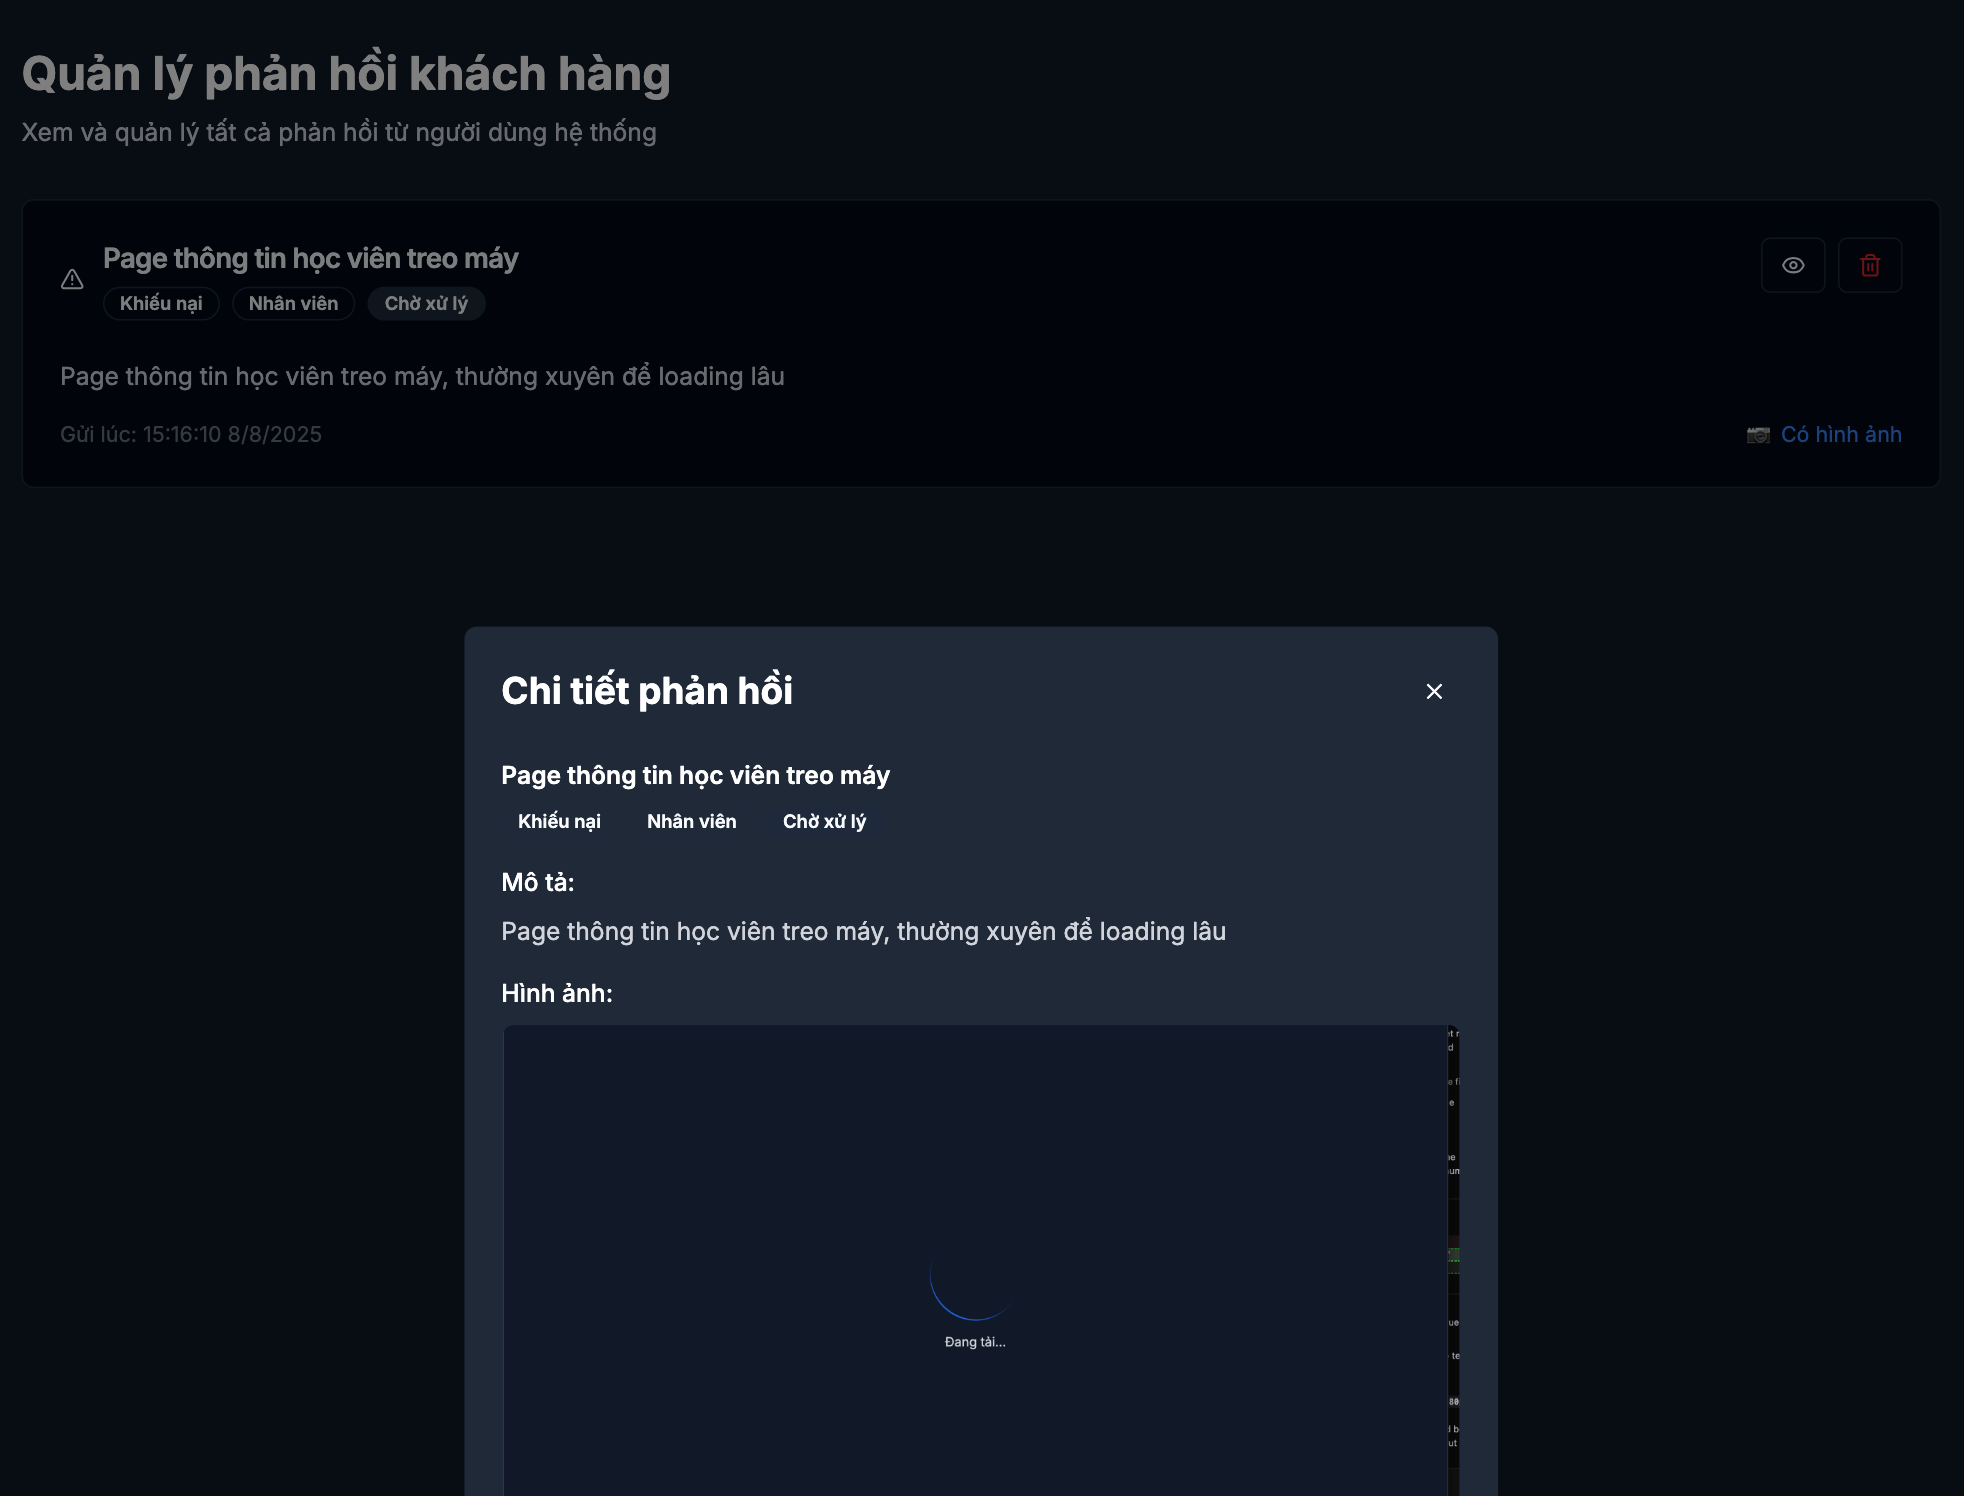 Quản lý phản hồi khách hàng
Xem và quản lý tất cả phản hồi từ người dùng hệ thống
Page thông tin học viên treo máy
Khiếu nại Nhân viên Chờ xử lý
Page thông tin học viên treo máy, thường xuyên để loading lâu
Gửi lúc: 15:16:10 8/8/2025
Có hình ảnh
Chi tiết phản hồi
Page thông tin học viên treo máy
Khiếu nại Nhân viên Chờ xử lý
Mô tả:
Page thông tin học viên treo máy, thường xuyên để loading lâu
Hình ảnh:
Đang tải...